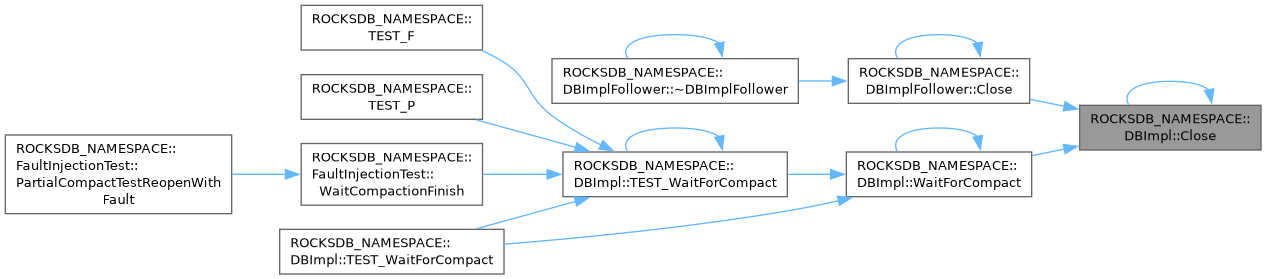 ROCKSDB_NAMESPACE::
TEST_F
ROCKSDB_NAMESPACE::
DBImplFollower::~DBImplFollower
ROCKSDB_NAMESPACE::
DBImplFollower::Close
ROCKSDB_NAMESPACE::
TEST_P
ROCKSDB_NAMESPACE::
DBImpl::Close
ROCKSDB_NAMESPACE::
FaultInjectionTest::
PartialCompactTestReopenWith
Fault
ROCKSDB_NAMESPACE::
FaultInjectionTest::
WaitCompactionFinish
ROCKSDB_NAMESPACE::
DBImpl::TEST_WaitForCompact
ROCKSDB_NAMESPACE::
DBImpl::WaitForCompact
ROCKSDB_NAMESPACE::
DBImpl::TEST_WaitForCompact